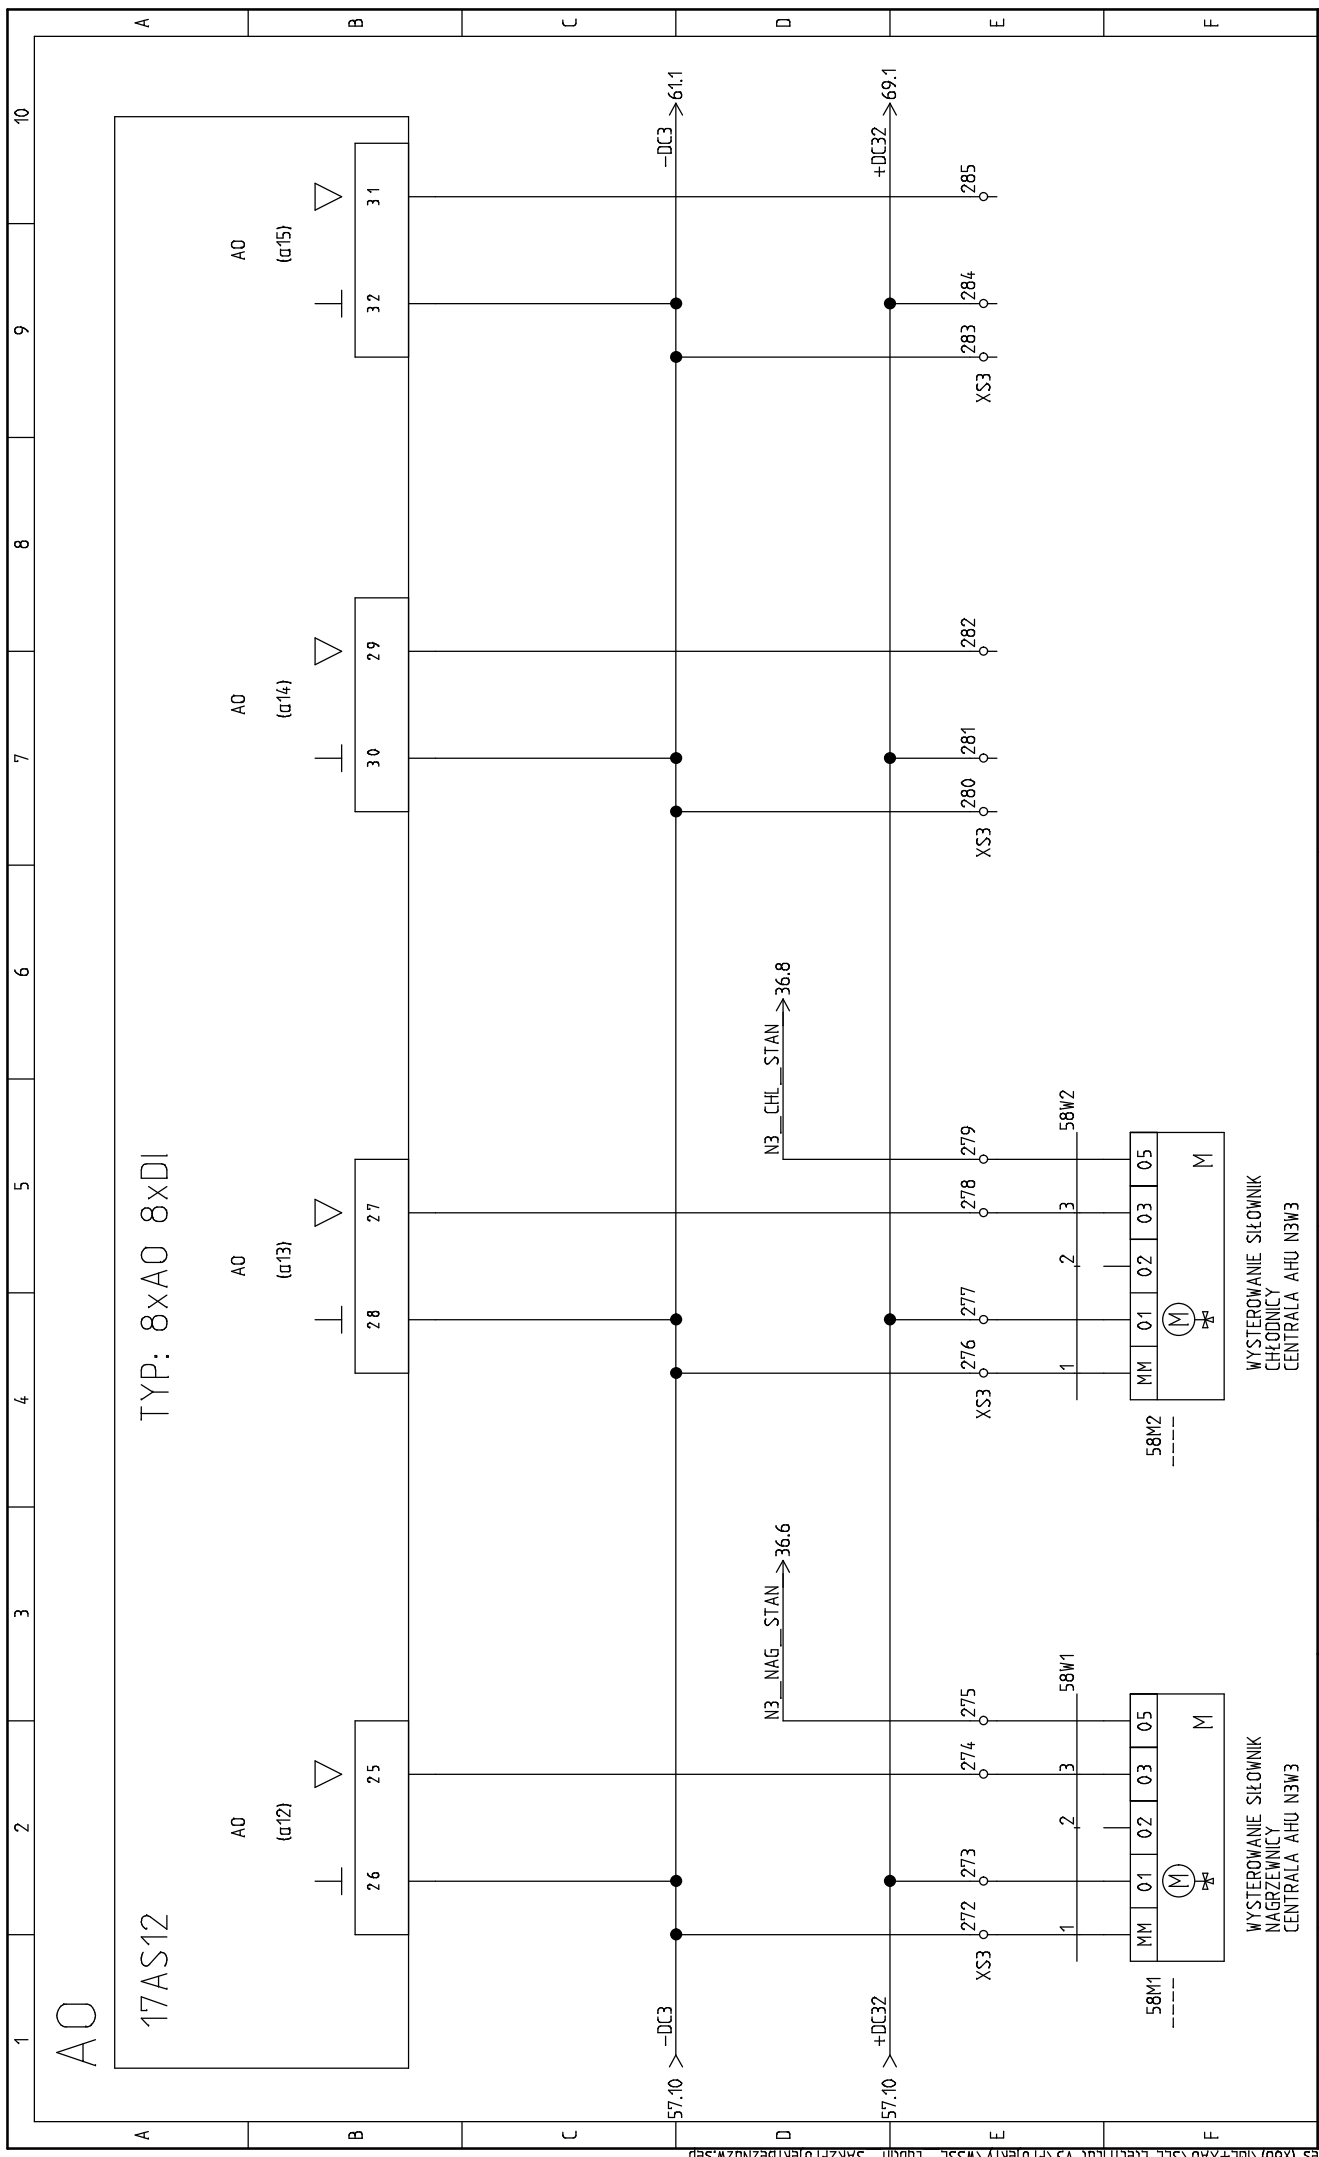 1 2 3 4 5 6 7 8 9 10
A A
B B
C C
D D
E E
F F
AO
17AS12
TYP: 8xAO 8xDI
AO AO AO AO
(a12) (a13) (a14) (a15)
26 25 28 27 30 29 32 31
57.10 -DC3 -DC3 61.1
N3_NAG_STAN 36.6
N3_CHL_STAN 36.8
57.10 +DC32 +DC32 69.1
XS3 272 273 274 275
XS3 276 277 278 279
XS3 280 281 282
XS3 283 284 285
1 2 3 58W1
1 2 3 58W2
58M1 MM 01 02 03 05
----
M M
58M2 MM 01 02 03 05
----
M M
WYSTEROWANIE SIŁOWNIK
NAGRZEWNICY
CENTRALA AHU N3W3
WYSTEROWANIE SIŁOWNIK
CHŁODNICY
CENTRALA AHU N3W3